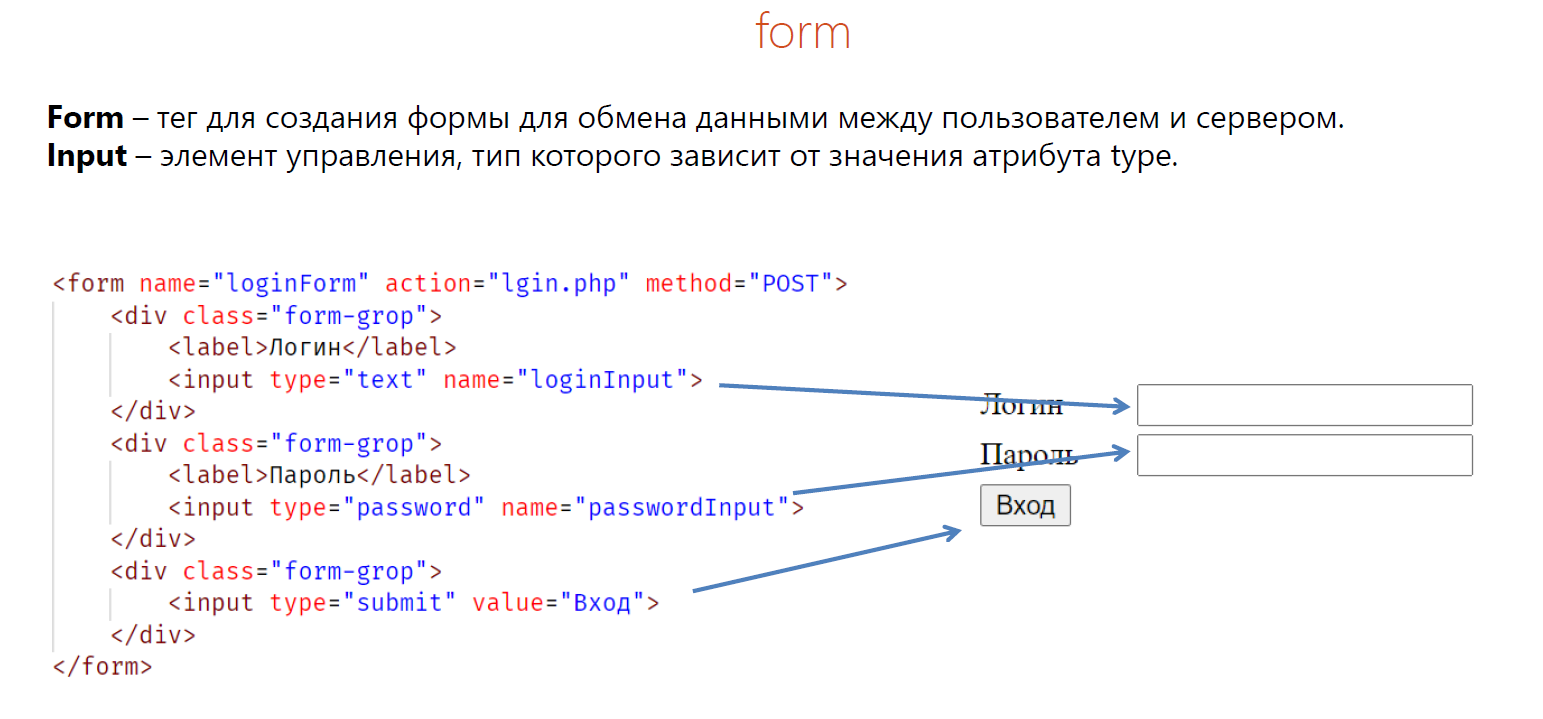 form
Form – тег для создания формы для обмена данными между пользователем и сервером.
Input – элемент управления, тип которого зависит от значения атрибута type.
<form name="loginForm" action="lgin.php" method="POST">
<div class="form-grop">
<label>Логин</label>
<input type="text" name="loginInput">
</div>
<div class="form-grop">
<label>Пароль</label>
<input type="password" name="passwordInput">
</div>
<div class="form-grop">
<input type="submit" value="Вход">
</div>
</form>
Логин
Пароль
Вход